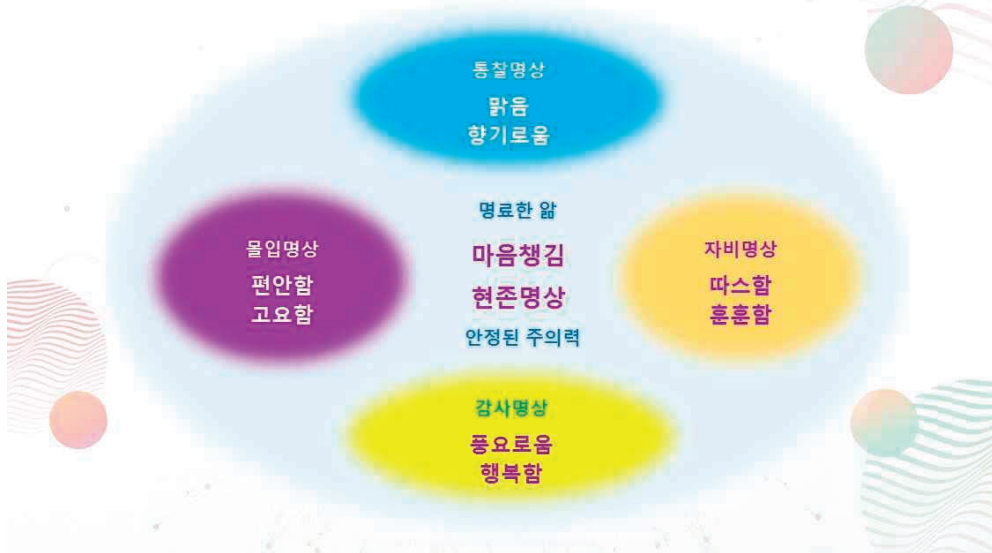 통찰명상
맑음
향기로움
몰입명상
편안함
고요함
명료한 앎
마음챙김
현존명상
안정된 주의력
자비명상
따스함
훈훈함
감사명상
풍요로움
행복함